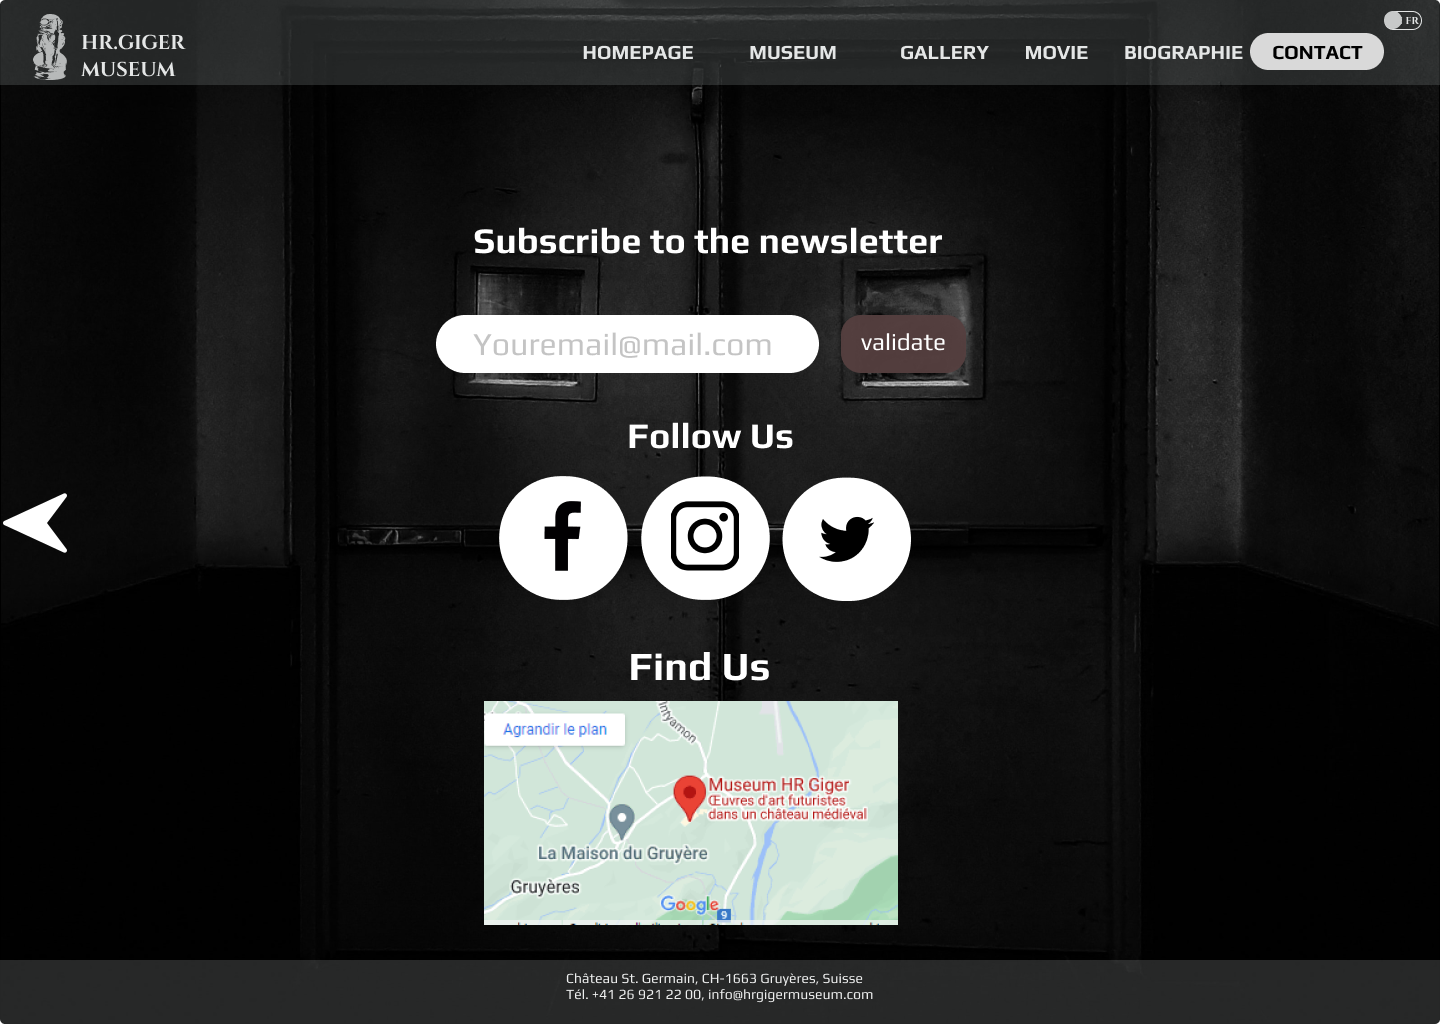 FR
HR.GIGER
MUSEUM
HOMEPAGE MUSEUM GALLERY MOVIE BIOGRAPHIE CONTACT
Subscribe to the newsletter
Youremail@mail.com validate
Follow Us
Find Us
Intyamon
Agrandir le plan
Museum HR Giger
Œuvres d'art futuristes
dans un château médiéval
La Maison du Gruyère
Gruyères
Google
9
Château St. Germain, CH-1663 Gruyères, Suisse
Tél. +41 26 921 22 00, info@hrgigermuseum.com